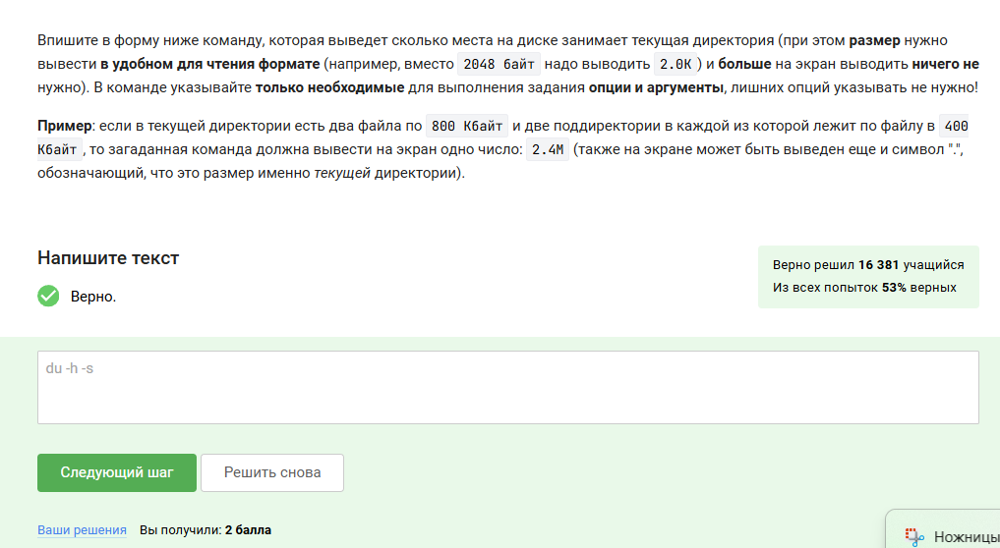 Впишите в форму ниже команду, которая выведет сколько места на диске занимает текущая директория (при этом размер нужно
вывести в удобном для чтения формате (например, вместо 2048 байт надо выводить 2.0K ) и больше на экран выводить ничего не
нужно). В команде указывайте только необходимые для выполнения задания опции и аргументы, лишних опций указывать не нужно!
Пример: если в текущей директории есть два файла по 800 Кбайт и две поддиректории в каждой из которой лежит по файлу в 400
Кбайт , то загаданная команда должна вывести на экран одно число: 2.4M (также на экране может быть выведен еще и символ ".",
обозначающий, что это размер именно текущей директории).
Напишите текст
Верно решил 16 381 учащийся
Из всех попыток 53% верных
Верно.
du -h -s
Следующий шаг
Решить снова
Ваши решения Вы получили: 2 балла
Ножницы